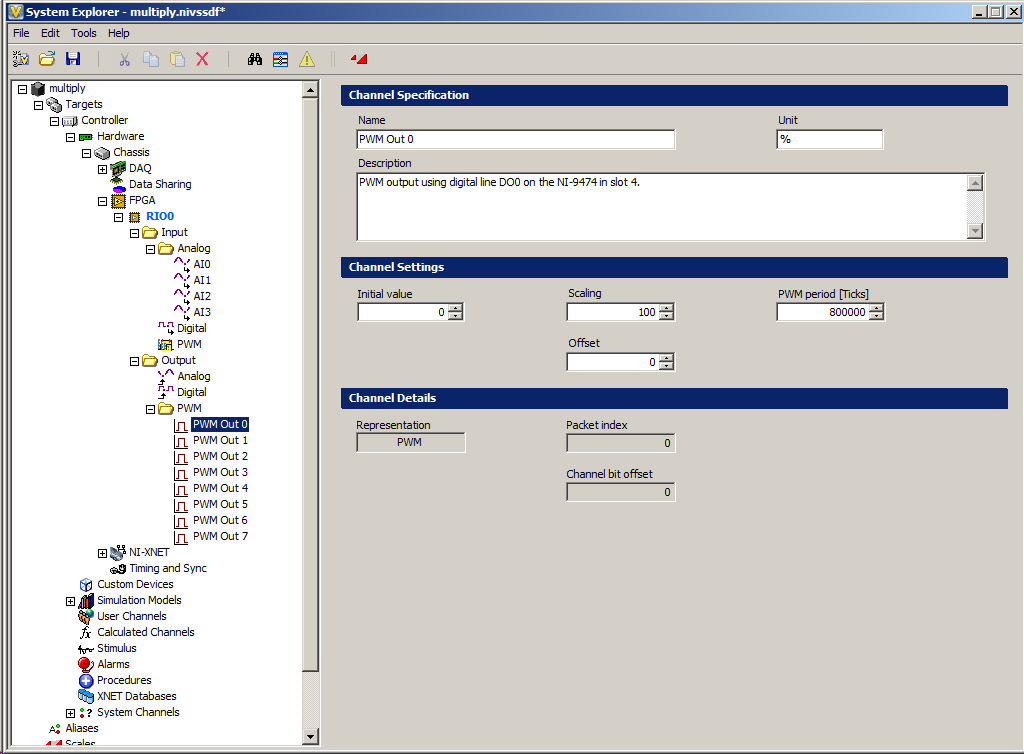 System Explorer - multiply.nivssdf*
File Edit Tools Help
multiply
Targets
Controller
Hardware
Chassis
DAQ
Data Sharing
FPGA
RIO0
Input
Analog
AI0
AI1
AI2
AI3
Digital
PWM
Output
Analog
Digital
PWM
PWM Out 0
PWM Out 1
PWM Out 2
PWM Out 3
PWM Out 4
PWM Out 5
PWM Out 6
PWM Out 7
NI-XNET
Timing and Sync
Custom Devices
Simulation Models
User Channels
Calculated Channels
Stimulus
Alarms
Procedures
XNET Databases
System Channels
Aliases
Scales
Channel Specification
Name Unit
PWM Out 0 %
Description
PWM output using digital line DO0 on the NI-9474 in slot 4.
Channel Settings
Initial value Scaling PWM period [Ticks]
0 100 800000
Offset
0
Channel Details
Representation Packet index
PWM 0
Channel bit offset
0